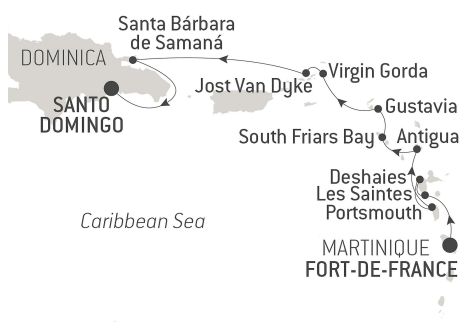 Santa Bárbara
de Samaná
DOMINICA
SANTO
DOMINGO
Jost Van Dyke
Virgin Gorda
Gustavia
South Friars Bay
Antigua
Deshaies
Les Saintes
Portsmouth
Caribbean Sea
MARTINIQUE
FORT-DE-FRANCE